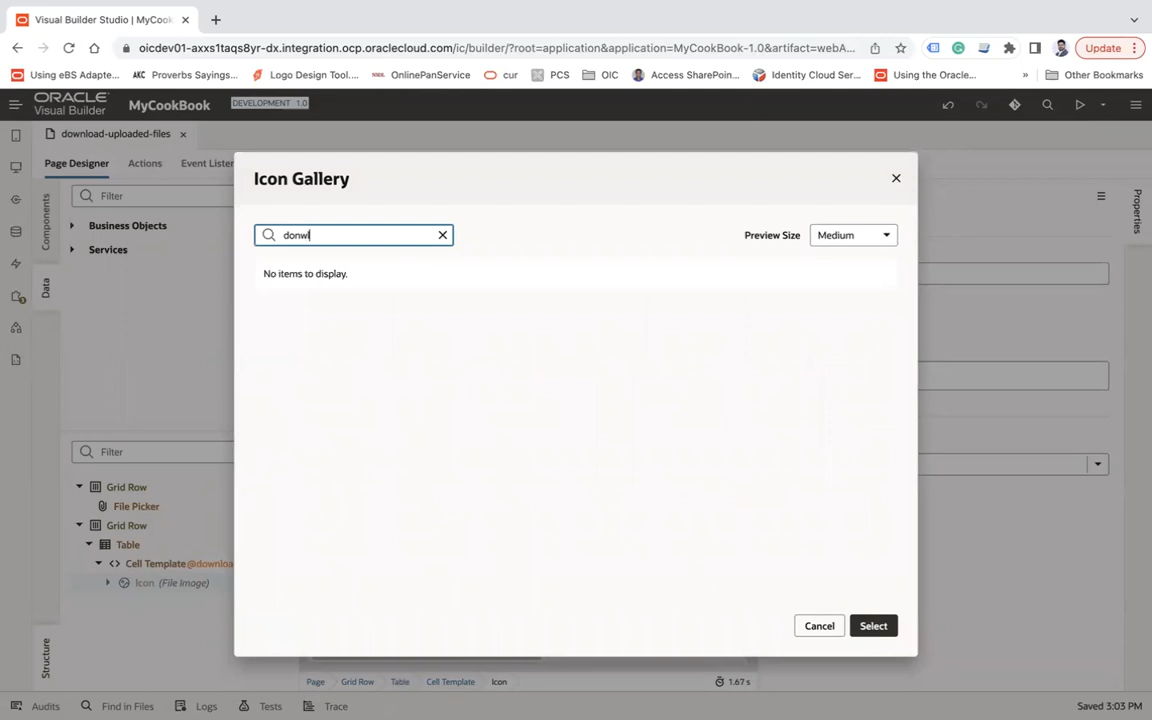 Visual Builder Studio | MyCook
oicdev01-axxs1taqs8yr-dx.integration.ocp.oraclecloud.com/ic/builder/?root=application&application=MyCookBook-1.0&artifact=webA...
Update
Using eBS Adapte...
AKC Proverbs Sayings...
Logo Design Tool....
OnlinePanService
cur
PCS
OIC
Access SharePoin...
Identity Cloud Ser...
Using the Oracle...
»
Other Bookmarks
ORACLE
Visual Builder
MyCookBook
DEVELOPMENT 1.0
download-uploaded-files
Page Designer
Actions
Event Listen
Components
Filter
Business Objects
Services
Data
Properties
Icon Gallery
donwl
Preview Size
Medium
No items to display.
Filter
Grid Row
File Picker
Grid Row
Table
Cell Template @downloa
Icon (File Image)
Structure
Cancel
Select
Page
Grid Row
Table
Cell Template
Icon
1.67 s
Audits
Find in Files
Logs
Tests
Trace
Saved 3:03 PM